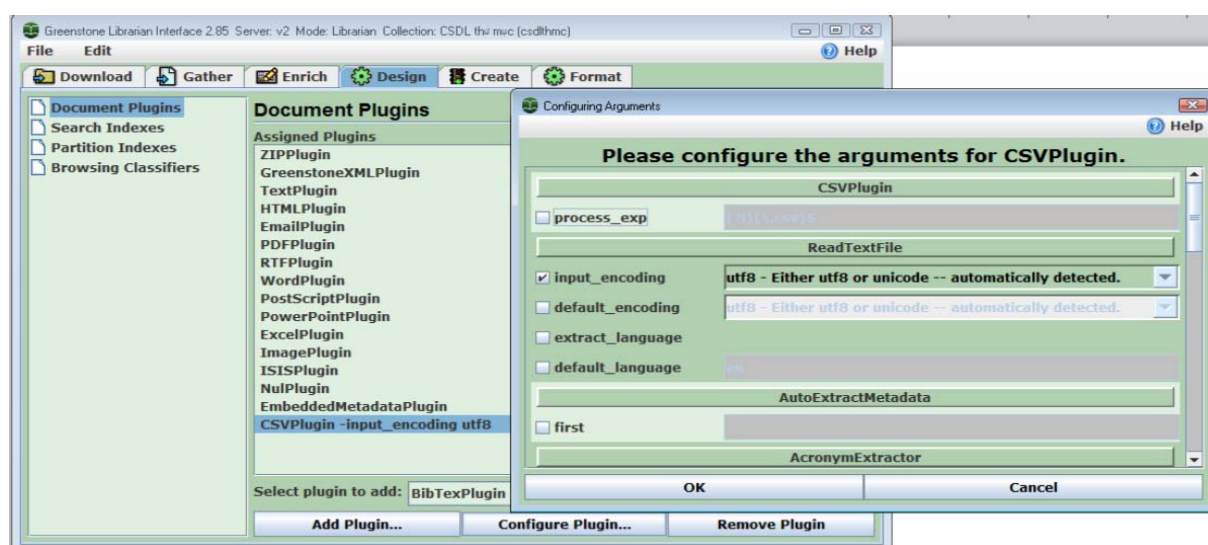 Greenstone Librarian Interface 2.85 Server: v2 Mode: Librarian Collection: CSDL thư mục (csdlthmc)
File Edit
Help
Download Gather Enrich Design Create Format
Document Plugins
Search Indexes
Partition Indexes
Browsing Classifiers
Document Plugins
Assigned Plugins
ZIPPlugin
GreenstoneXMLPlugin
TextPlugin
HTMLPlugin
EmailPlugin
PDFPlugin
RTFPlugin
WordPlugin
PostScriptPlugin
PowerPointPlugin
ExcelPlugin
ImagePlugin
ISISPlugin
NulPlugin
EmbeddedMetadataPlugin
CSVPlugin -input_encoding utf8
Select plugin to add: BibTexPlugin
Add Plugin... Configure Plugin... Remove Plugin
Configuring Arguments
Help
Please configure the arguments for CSVPlugin.
CSVPlugin
process_exp
ReadTextFile
input_encoding utf8 - Either utf8 or unicode -- automatically detected.
default_encoding utf8 - Either utf8 or unicode -- automatically detected.
extract_language
default_language en
AutoExtractMetadata
first
AcronymExtractor
OK Cancel